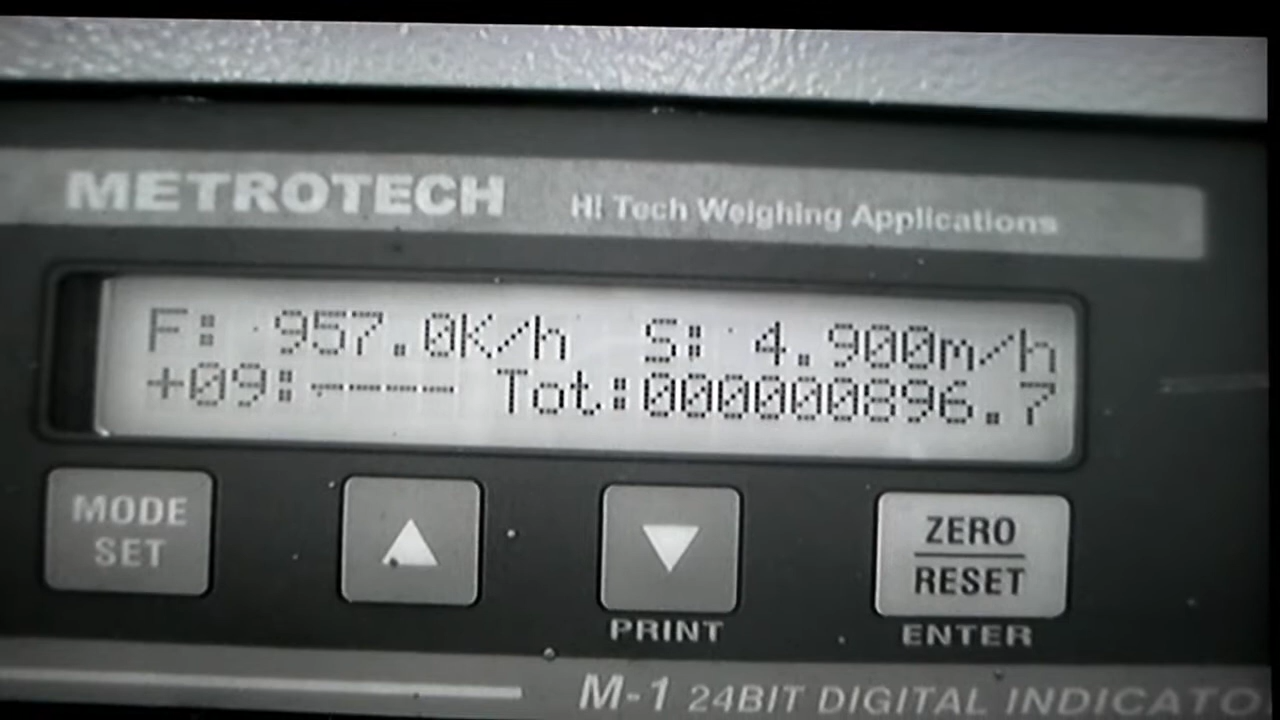 METROTECH Hi Tech Weighing Applications
F: 957.0K/h S: 4.900m/h
+09:---- Tot:000000896.7
MODE SET
ZERO RESET
PRINT ENTER
M-1 24BIT DIGITAL INDICATO